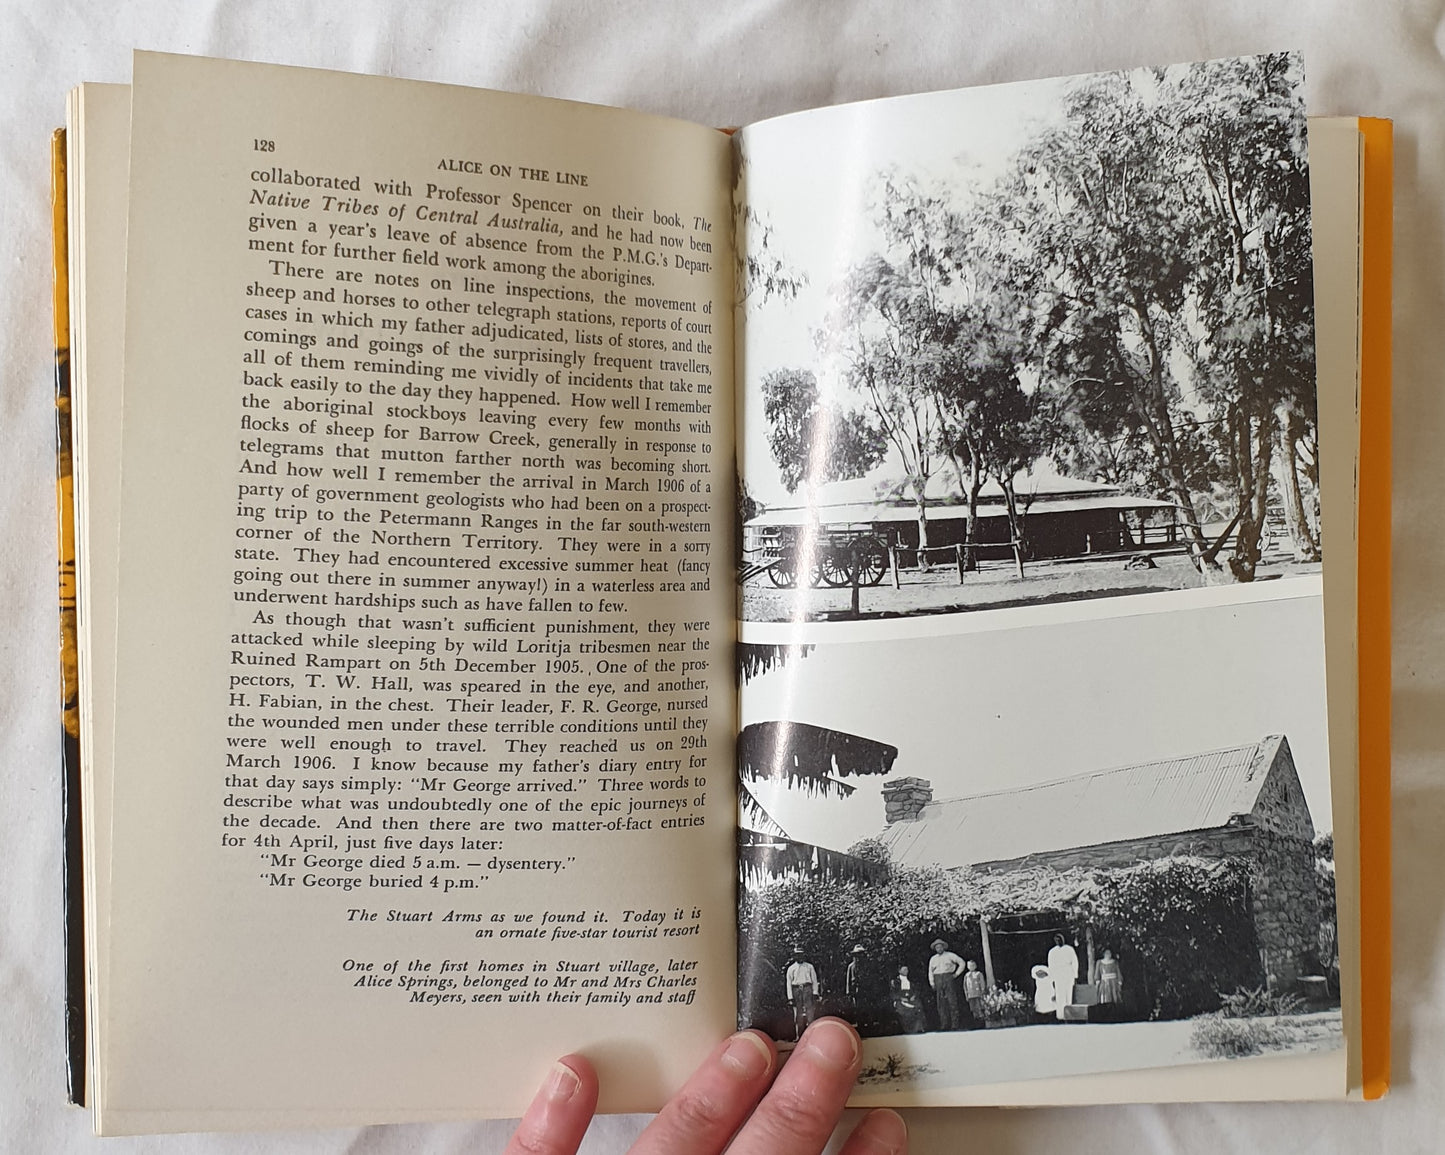 128
ALICE ON THE LINE
collaborated with Professor Spencer on their book, The
Native Tribes of Central Australia, and he had now been
given a year's leave of absence from the P.M.G.'s Depart-
ment for further field work among the aborigines.
There are notes on line inspections, the movement of
sheep and horses to other telegraph stations, reports of court
cases in which my father adjudicated, lists of stores, and the
comings and goings of the surprisingly frequent travellers,
all of them reminding me vividly of incidents that take me
back easily to the day they happened. How well I remember
the aboriginal stockboys leaving every few months with
flocks of sheep for Barrow Creek, generally in response to
telegrams that mutton farther north was becoming short.
And how well I remember the arrival in March 1906 of a
party of government geologists who had been on a prospect-
ing trip to the Petermann Ranges in the far south-western
corner of the Northern Territory. They were in a sorry
state. They had encountered excessive summer heat (fancy
going out there in summer anyway!) in a waterless area and
underwent hardships such as have fallen to few.
As though that wasn't sufficient punishment, they were
attacked while sleeping by wild Loritja tribesmen near the
Ruined Rampart on 5th December 1905. One of the pros-
pectors, T. W. Hall, was speared in the eye, and another,
H. Fabian, in the chest. Their leader, F. R. George, nursed
the wounded men under these terrible conditions until they
were well enough to travel. They reached us on 29th
March 1906. I know because my father's diary entry for
that day says simply: "Mr George arrived." Three words to
describe what was undoubtedly one of the epic journeys of
the decade. And then there are two matter-of-fact entries
for 4th April, just five days later:
"Mr George died 5 a.m. — dysentery."
"Mr George buried 4 p.m."
The Stuart Arms as we found it. Today it is
an ornate five-star tourist resort
One of the first homes in Stuart village, later
Alice Springs, belonged to Mr and Mrs Charles
Meyers, seen with their family and staff